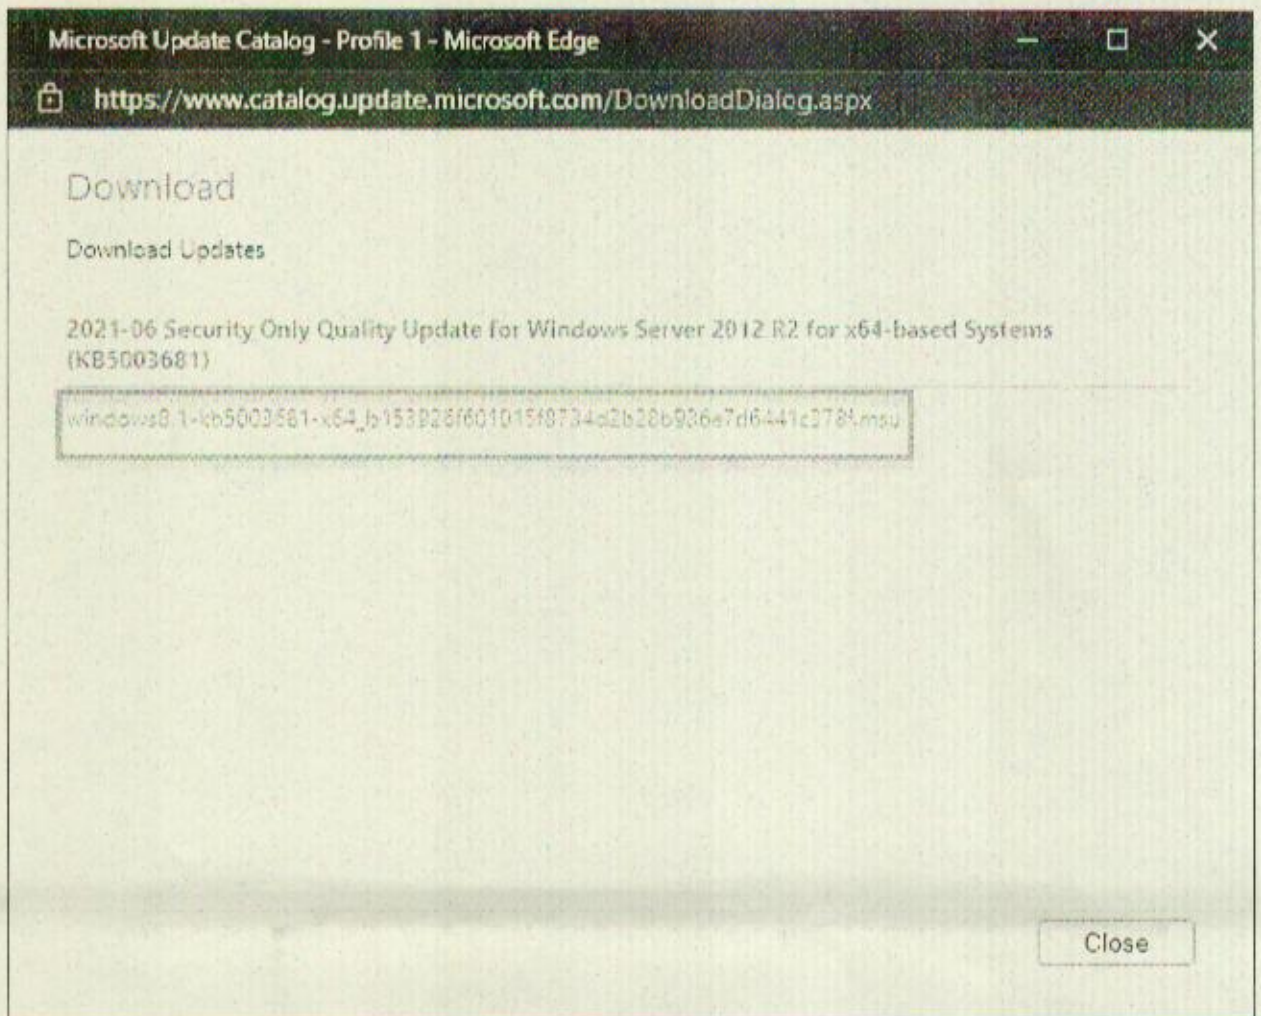 Microsoft Update Catalog - Profile 1 - Microsoft Edge
https://www.catalog.update.microsoft.com/DownloadDialog.aspx
Download
Download Updates
2021-06 Security Only Quality Update for Windows Server 2012 R2 for x64-based Systems
(KB5003681)
Close